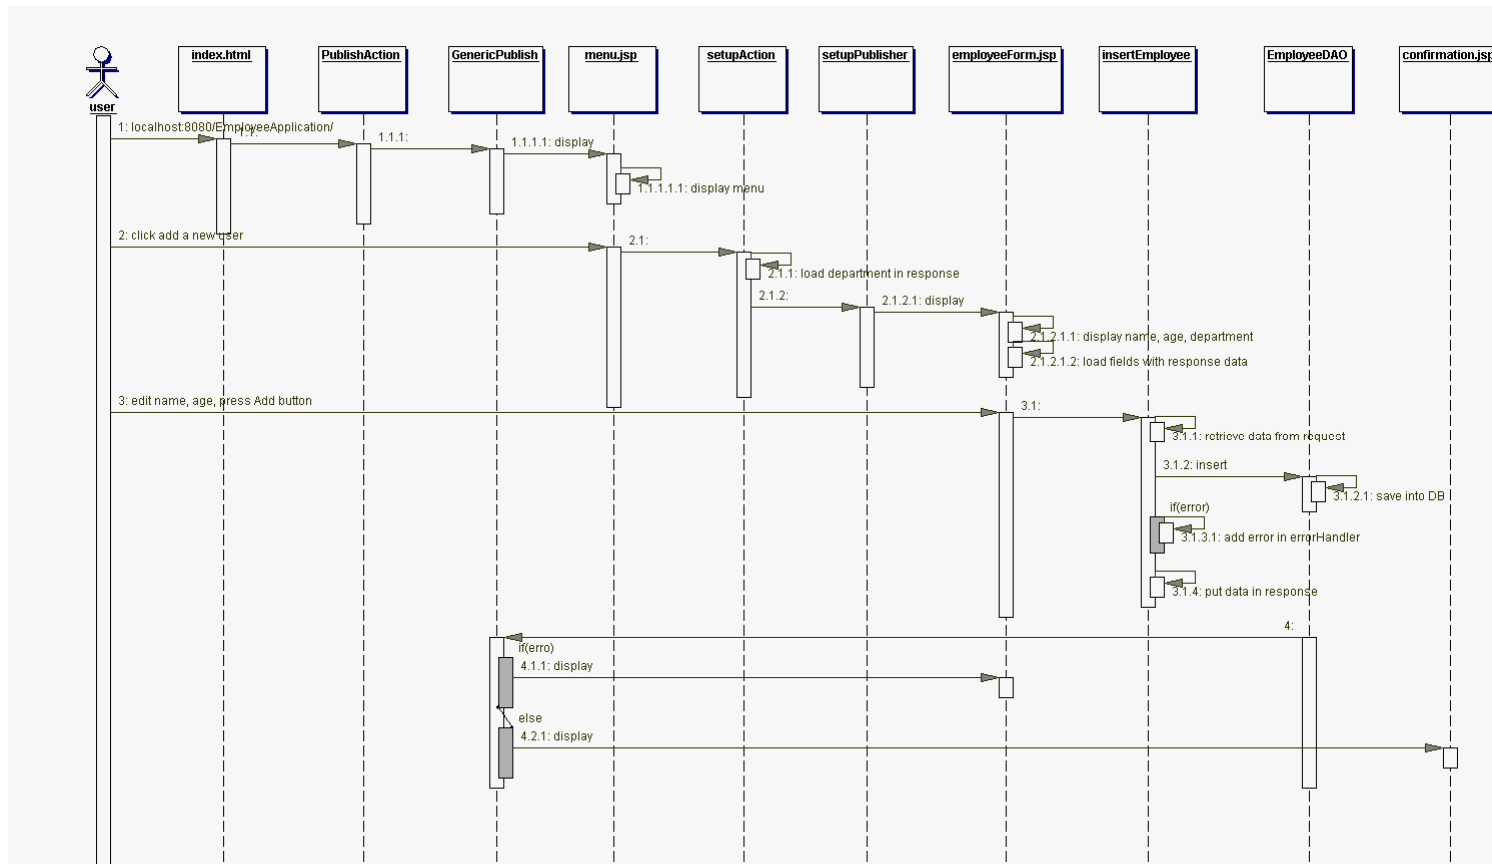 index.html
PublishAction
GenericPublish
menu.jsp
setupAction
setupPublisher
employeeForm.jsp
insertEmployee
EmployeeDAO
confirmation.jsp
user
1: localhost:8080/EmployeeApplication/
1.1:
1.1.1:
1.1.1.1: display
1.1.1.1.1: display menu
2: click add a new user
2.1:
2.1.1: load department in response
2.1.2:
2.1.2.1: display
2.1.2.1.1: display name, age, department
2.1.2.1.2: load fields with response data
3: edit name, age, press Add button
3.1:
3.1.1: retrieve data from request
3.1.2: insert
3.1.2.1: save into DB
if(error)
3.1.3.1: add error in errorHandler
3.1.4: put data in response
4:
if(erro)
4.1.1: display
else
4.2.1: display